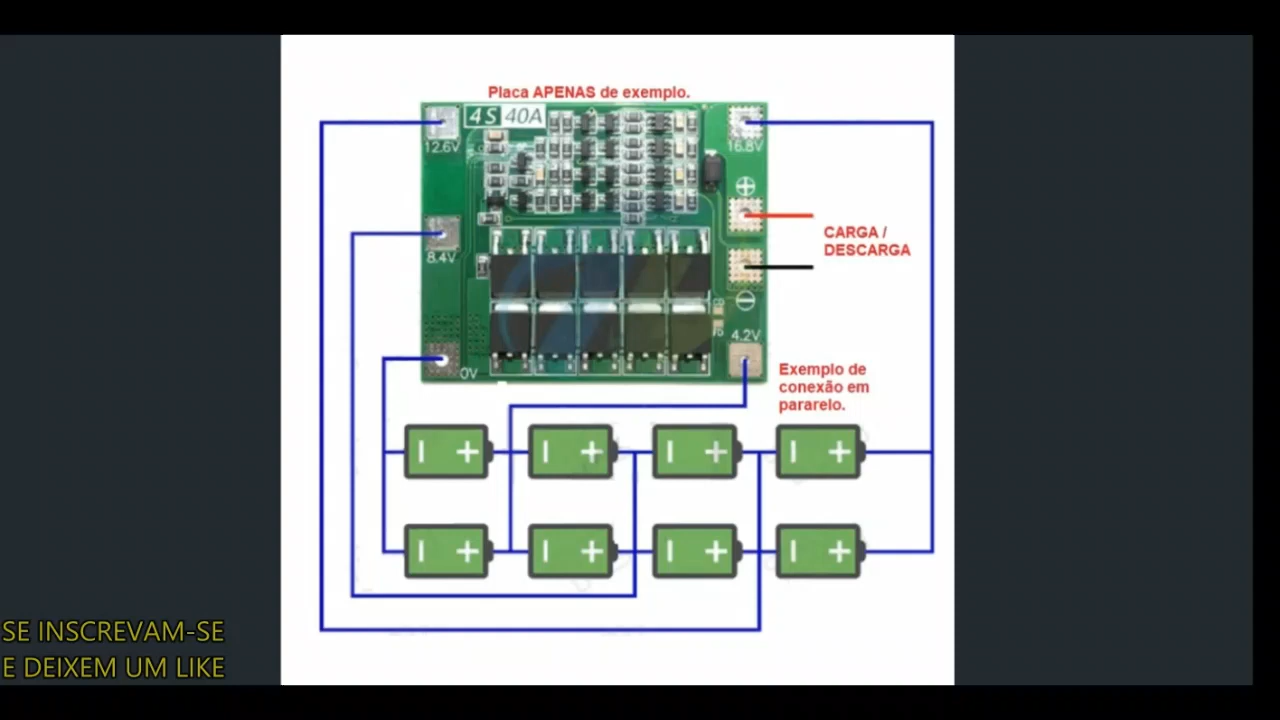 Placa APENAS de exemplo.
4S 40A
12.6V
16.8V
CARGA /
DESCARGA
8.4V
4.2V
0V
Exemplo de
conexão em
pararelo.
SE INSCREVAM-SE
E DEIXEM UM LIKE